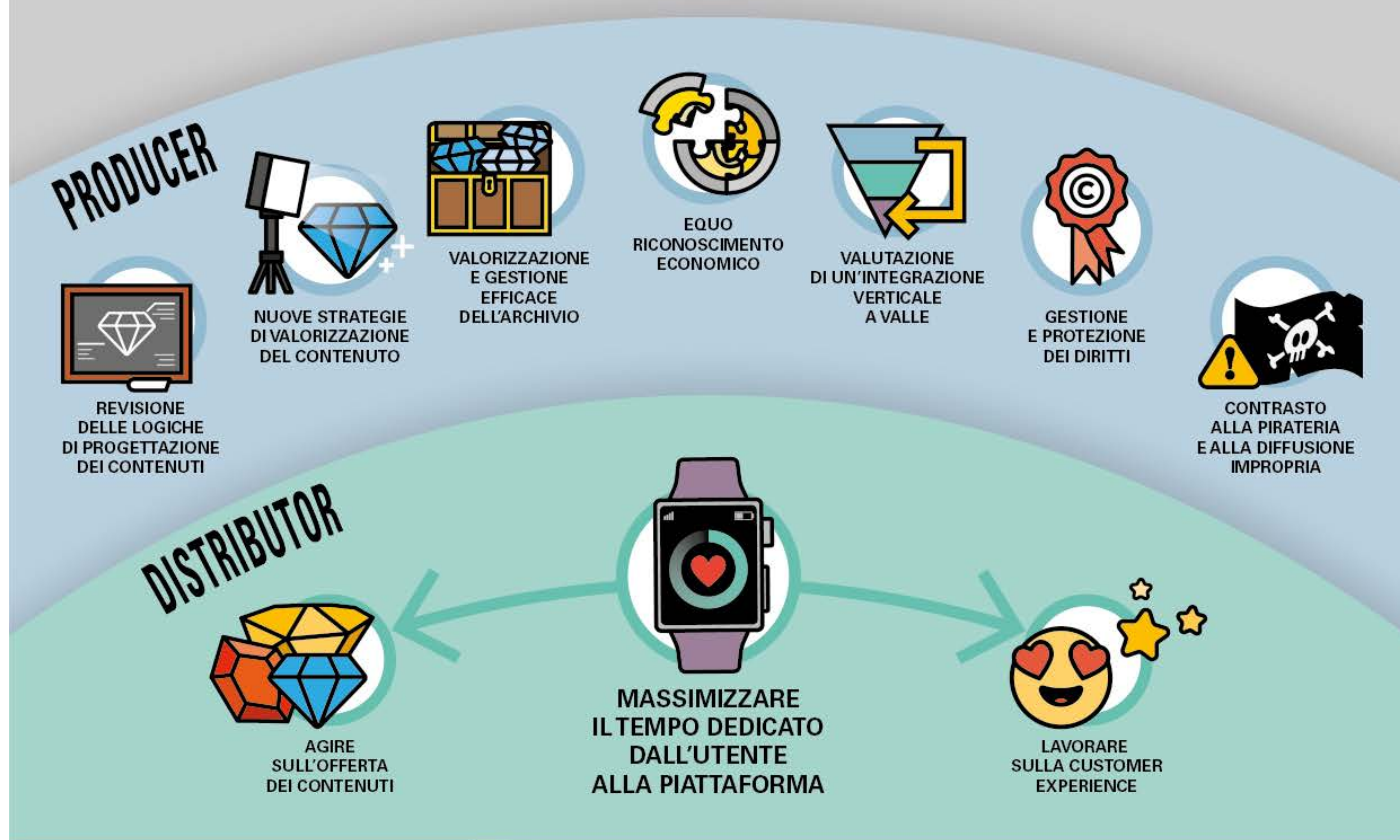 PRODUCER
REVISIONE
DELLE LOGICHE
DI PROGETTAZIONE
DEI CONTENUTI
NUOVE STRATEGIE
DI VALORIZZAZIONE
DEL CONTENUTO
VALORIZZAZIONE
E GESTIONE
EFFICACE
DELL'ARCHIVIO
EQUO
RICONOSCIMENTO
ECONOMICO
VALUTAZIONE
DI UN'INTEGRAZIONE
VERTICALE
A VALLE
©
GESTIONE
E PROTEZIONE
DEI DIRITTI
!
CONTRASTO
ALLA PIRATERIA
E ALLA DIFFUSIONE
IMPROPRIA
DISTRIBUTOR
AGIRE
SULL'OFFERTA
DEI CONTENUTI
MASSIMIZZARE
IL TEMPO DEDICATO
DALL'UTENTE
ALLA PIATTAFORMA
LAVORARE
SULLA CUSTOMER
EXPERIENCE